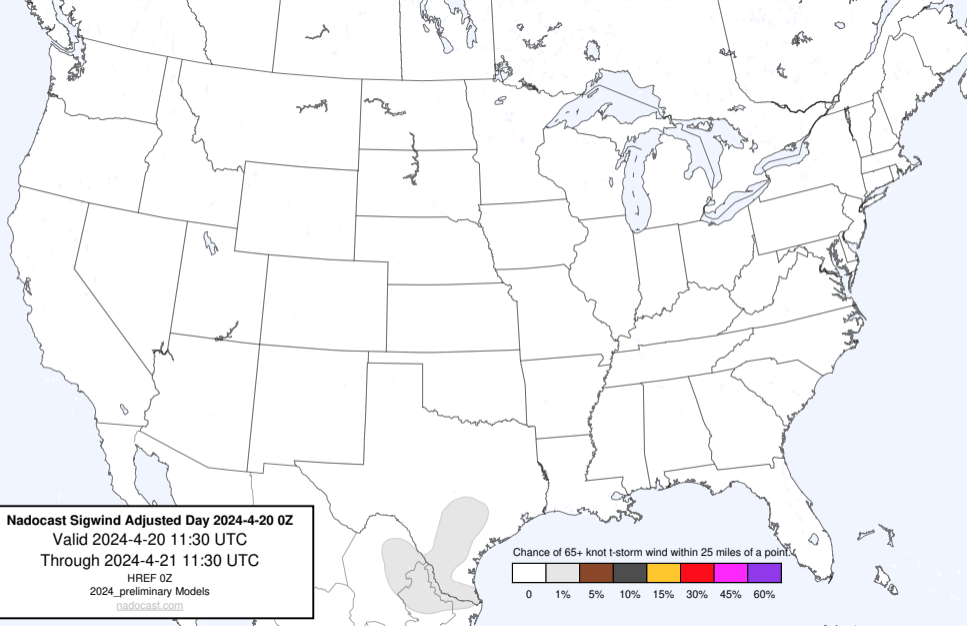 Nadocast Sigwind Adjusted Day 2024-4-20 0Z
Valid 2024-4-20 11:30 UTC
Through 2024-4-21 11:30 UTC
HREF 0Z
2024_preliminary Models
nadocast.com
Chance of 65+ knot t-storm wind within 25 miles of a point.
0 1% 5% 10% 15% 30% 45% 60%